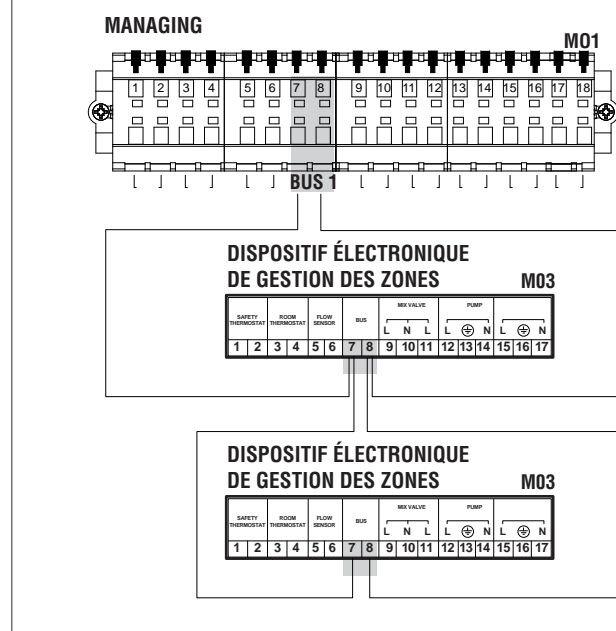 MANAGING
M01
1 2 3 4 5 6 7 8 9 10 11 12 13 14 15 16 17 18
BUS 1
DISPOSITIF ÉLECTRONIQUE
DE GESTION DES ZONES M03
SAFETY THERMOSTAT ROOM THERMOSTAT FLOW SENSOR BUS MIX VALVE PUMP
L N L L N L N
1 2 3 4 5 6 7 8 9 10 11 12 13 14 15 16 17
DISPOSITIF ÉLECTRONIQUE
DE GESTION DES ZONES M03
SAFETY THERMOSTAT ROOM THERMOSTAT FLOW SENSOR BUS MIX VALVE PUMP
L N L L N L N
1 2 3 4 5 6 7 8 9 10 11 12 13 14 15 16 17